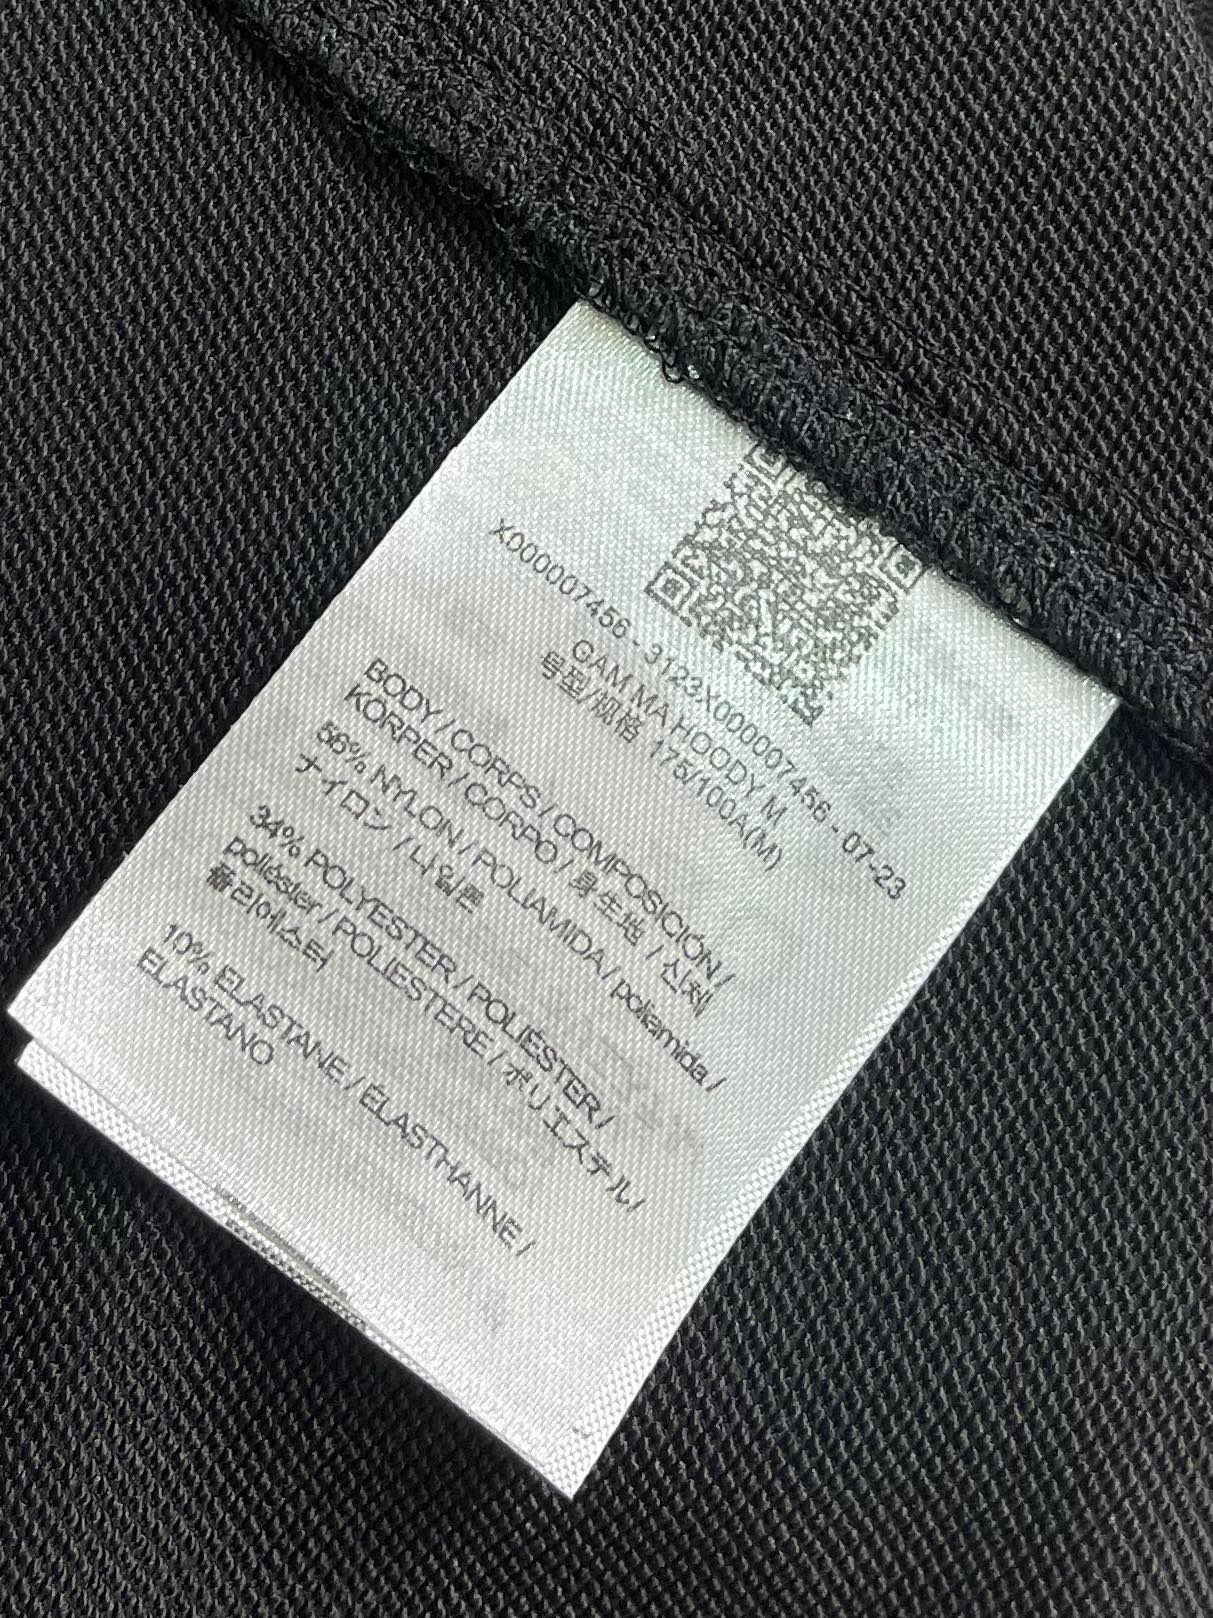 X000007456 - 3123X000007456 - 07-23
GAM MA HOODY M
号型/规格 175/100A(M)
BODY / CORPS / COMPOSICIÓN /
KÖRPER / CORPO / 身生地 / 신체
56% NYLON / POLIAMIDA / poliamida /
ナイロン / 나일론
34% POLYESTER / POLIÉSTER /
poliéster / POLIESTERE / ポリエステル /
폴리에스터
10% ELASTANE / ÉLASTHANNE /
ELASTANO